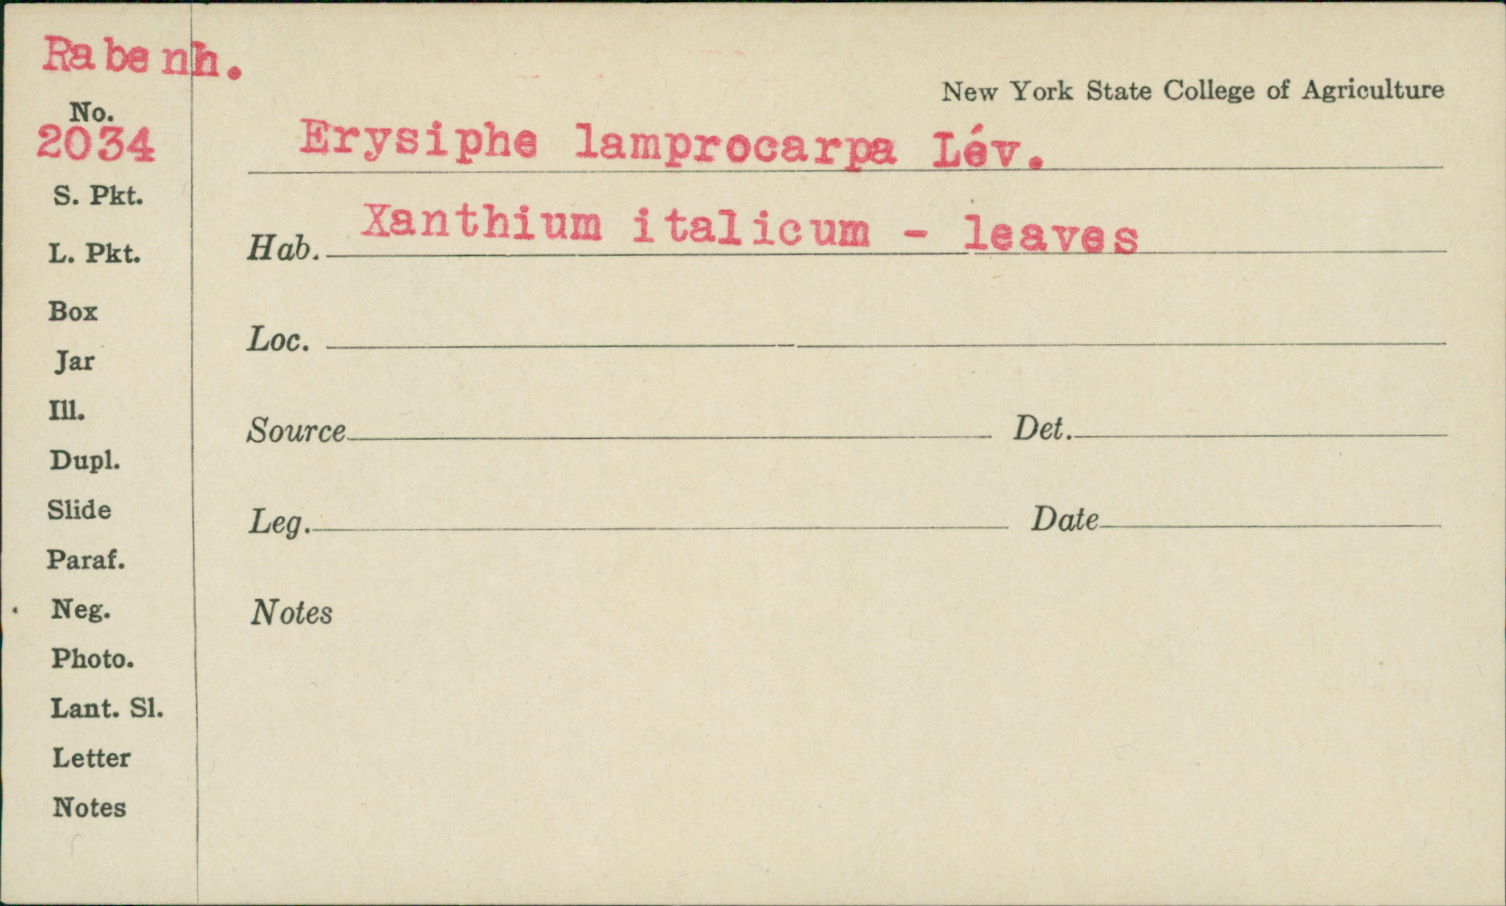 Rabenh.
New York State College of Agriculture
No.
2034
Erysiphe lamprocarpa Lév.
S. Pkt.
Hab. Xanthium italicum - leaves
L. Pkt.
Box
Loc.
Jar
Ill.
Source Det.
Dupl.
Slide
Leg. Date
Paraf.
Neg.
Notes
Photo.
Lant. Sl.
Letter
Notes